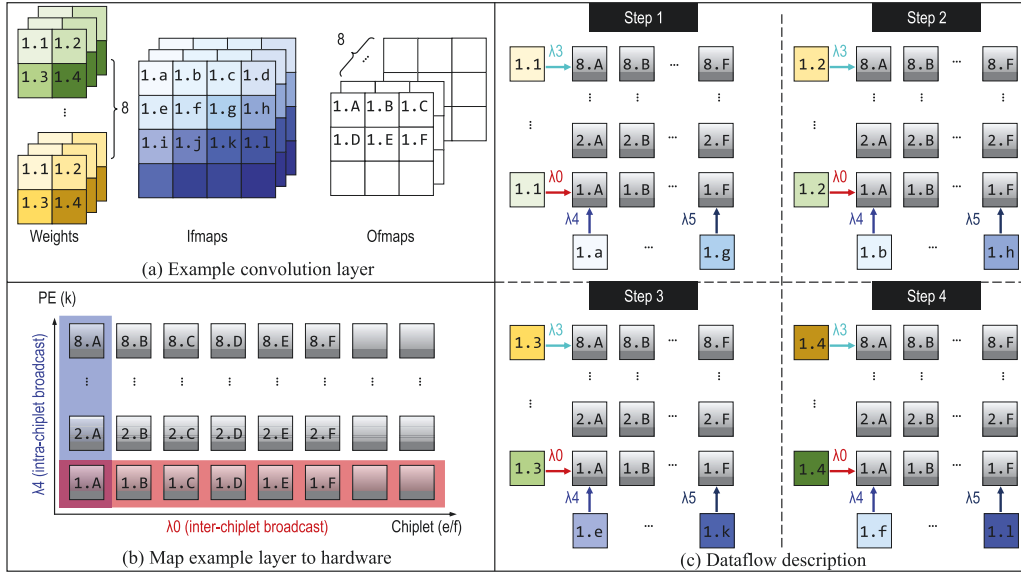 1.1 1.2
1.3 1.4
⋮
8
1.1 1.2
1.3 1.4
Weights
1.a 1.b 1.c 1.d
1.e 1.f 1.g 1.h
1.i 1.j 1.k 1.l
Ifmaps
8
...
1.A 1.B 1.C
1.D 1.E 1.F
Ofmaps
(a) Example convolution layer
PE (k)
λ4 (intra-chiplet broadcast)
8.A 8.B 8.C 8.D 8.E 8.F
⋮ ⋮
2.A 2.B 2.C 2.D 2.E 2.F
1.A 1.B 1.C 1.D 1.E 1.F
λ0 (inter-chiplet broadcast)
Chiplet (e/f)
(b) Map example layer to hardware
Step 1
1.1 λ3 8.A 8.B ... 8.F
⋮ ⋮ ⋮
2.A 2.B ... 2.F
1.1 λ0 1.A 1.B ... 1.F
λ4 λ5
1.a ... 1.g
Step 2
1.2 λ3 8.A 8.B ... 8.F
⋮ ⋮ ⋮
2.A 2.B ... 2.F
1.2 λ0 1.A 1.B ... 1.F
λ4 λ5
1.b ... 1.h
Step 3
1.3 λ3 8.A 8.B ... 8.F
⋮ ⋮ ⋮
2.A 2.B ... 2.F
1.3 λ0 1.A 1.B ... 1.F
λ4 λ5
1.e ... 1.k
Step 4
1.4 λ3 8.A 8.B ... 8.F
⋮ ⋮ ⋮
2.A 2.B ... 2.F
1.4 λ0 1.A 1.B ... 1.F
λ4 λ5
1.f ... 1.l
(c) Dataflow description